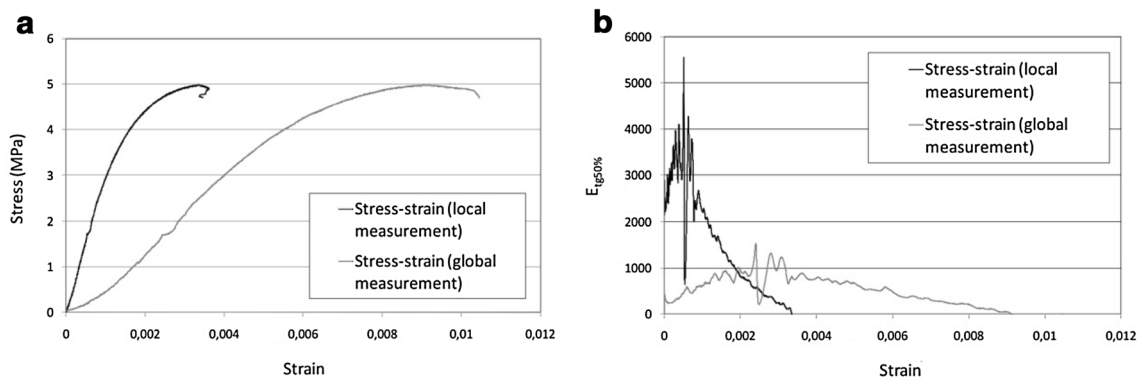 a
6
5
4
3
2
1
0
Stress (MPa)
0
0,002
0,004
0,006
0,008
0,01
0,012
Strain
Stress-strain (local
measurement)
Stress-strain (global
measurement)
b
6000
5000
4000
3000
2000
1000
0
Etg50%
0
0,002
0,004
0,006
0,008
0,01
0,012
Strain
Stress-strain (local
measurement)
Stress-strain (global
measurement)